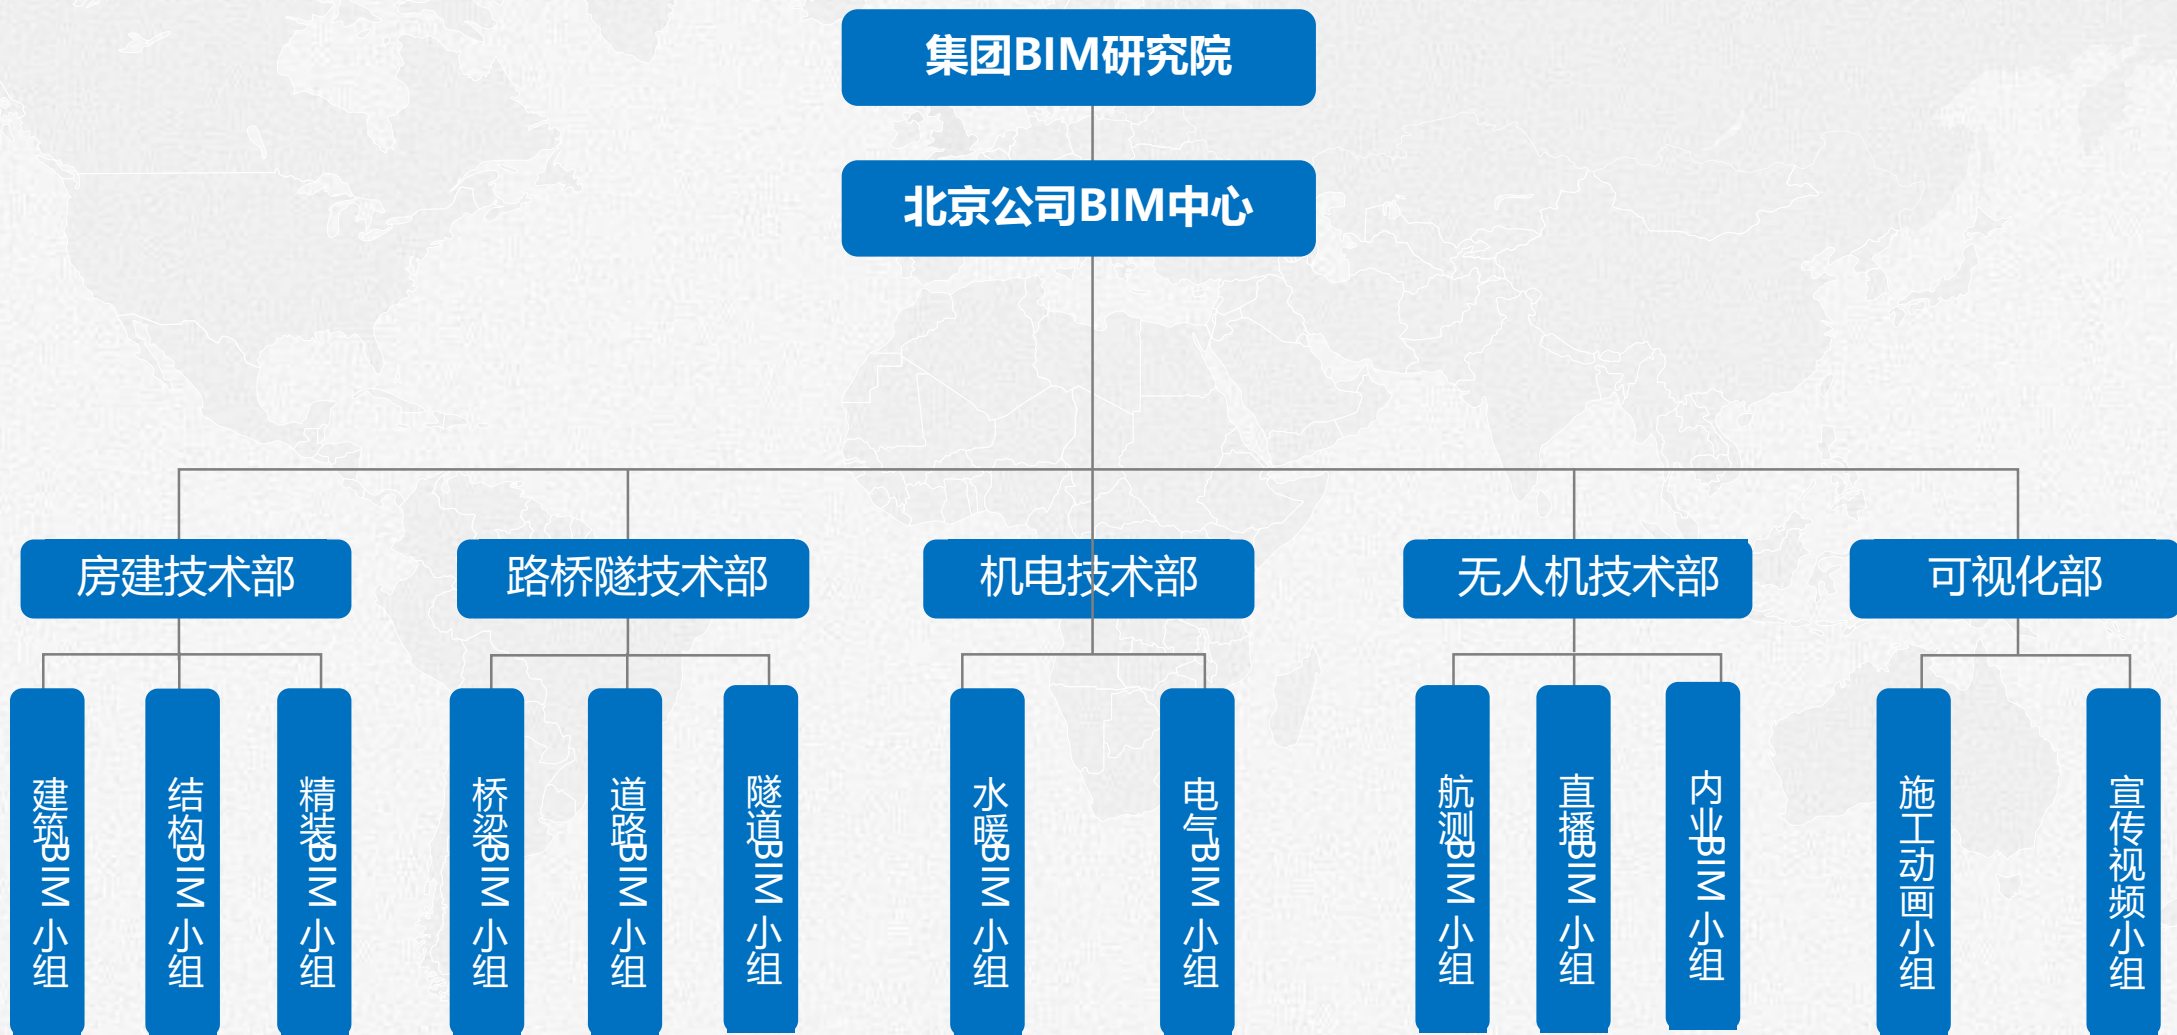 集团BIM研究院
北京公司BIM中心
房建技术部
路桥隧技术部
机电技术部
无人机技术部
可视化部
建筑BIM小组
结构BIM小组
精装BIM小组
桥梁BIM小组
道路BIM小组
隧道BIM小组
水暖BIM小组
电气BIM小组
航测BIM小组
直播BIM小组
内业BIM小组
施工动画小组
宣传视频小组